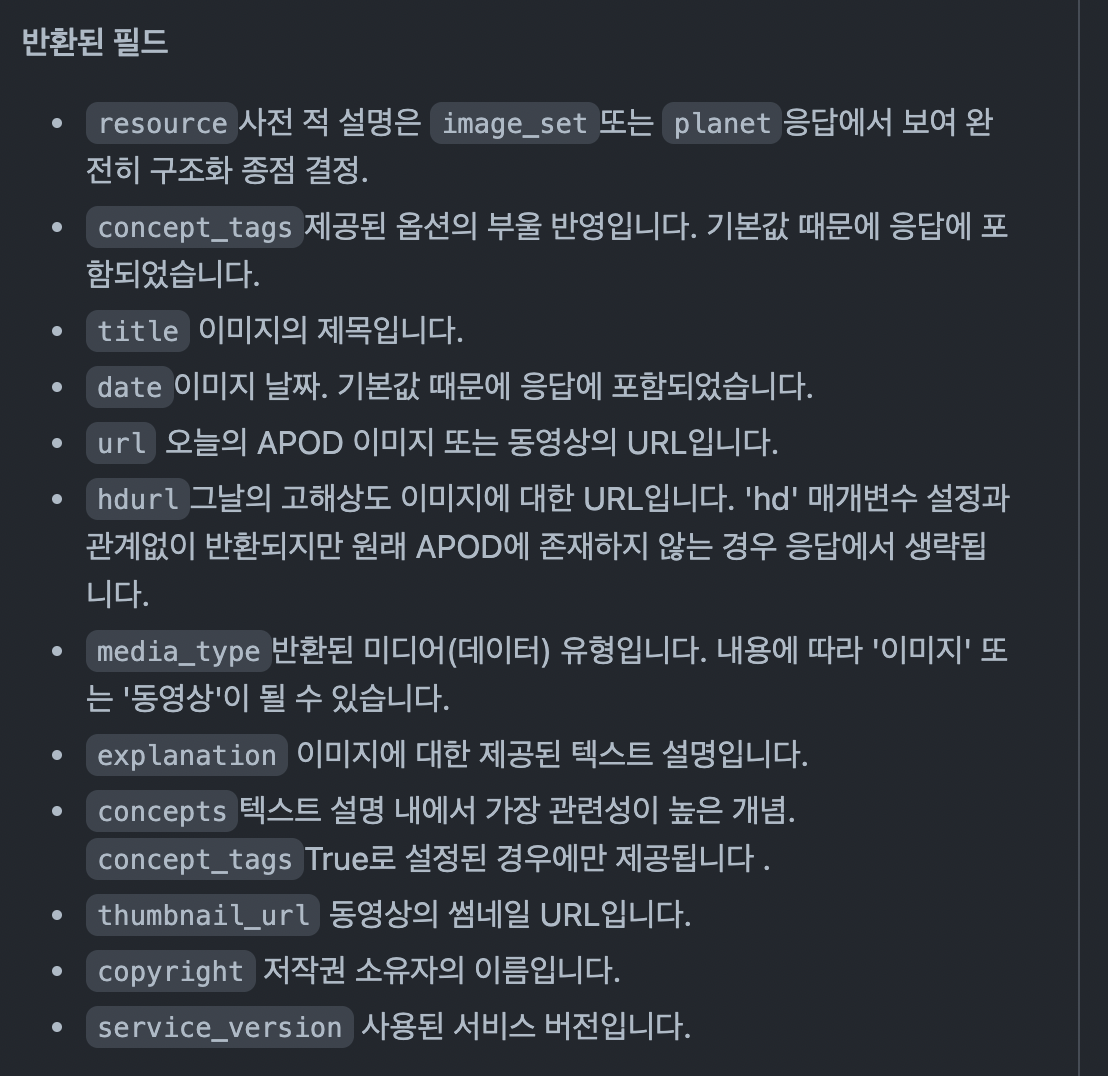 반환된 필드
resource 사전 적 설명은 image_set 또는 planet 응답에서 보여 완
전히 구조화 종점 결정.
concept_tags 제공된 옵션의 부울 반영입니다. 기본값 때문에 응답에 포
함되었습니다.
title 이미지의 제목입니다.
date 이미지 날짜. 기본값 때문에 응답에 포함되었습니다.
url 오늘의 APOD 이미지 또는 동영상의 URL입니다.
hdurl 그날의 고해상도 이미지에 대한 URL입니다. 'hd' 매개변수 설정과
관계없이 반환되지만 원래 APOD에 존재하지 않는 경우 응답에서 생략됩
니다.
media_type 반환된 미디어(데이터) 유형입니다. 내용에 따라 '이미지' 또
는 '동영상'이 될 수 있습니다.
explanation 이미지에 대한 제공된 텍스트 설명입니다.
concepts 텍스트 설명 내에서 가장 관련성이 높은 개념.
concept_tags True로 설정된 경우에만 제공됩니다 .
thumbnail_url 동영상의 썸네일 URL입니다.
copyright 저작권 소유자의 이름입니다.
service_version 사용된 서비스 버전입니다.